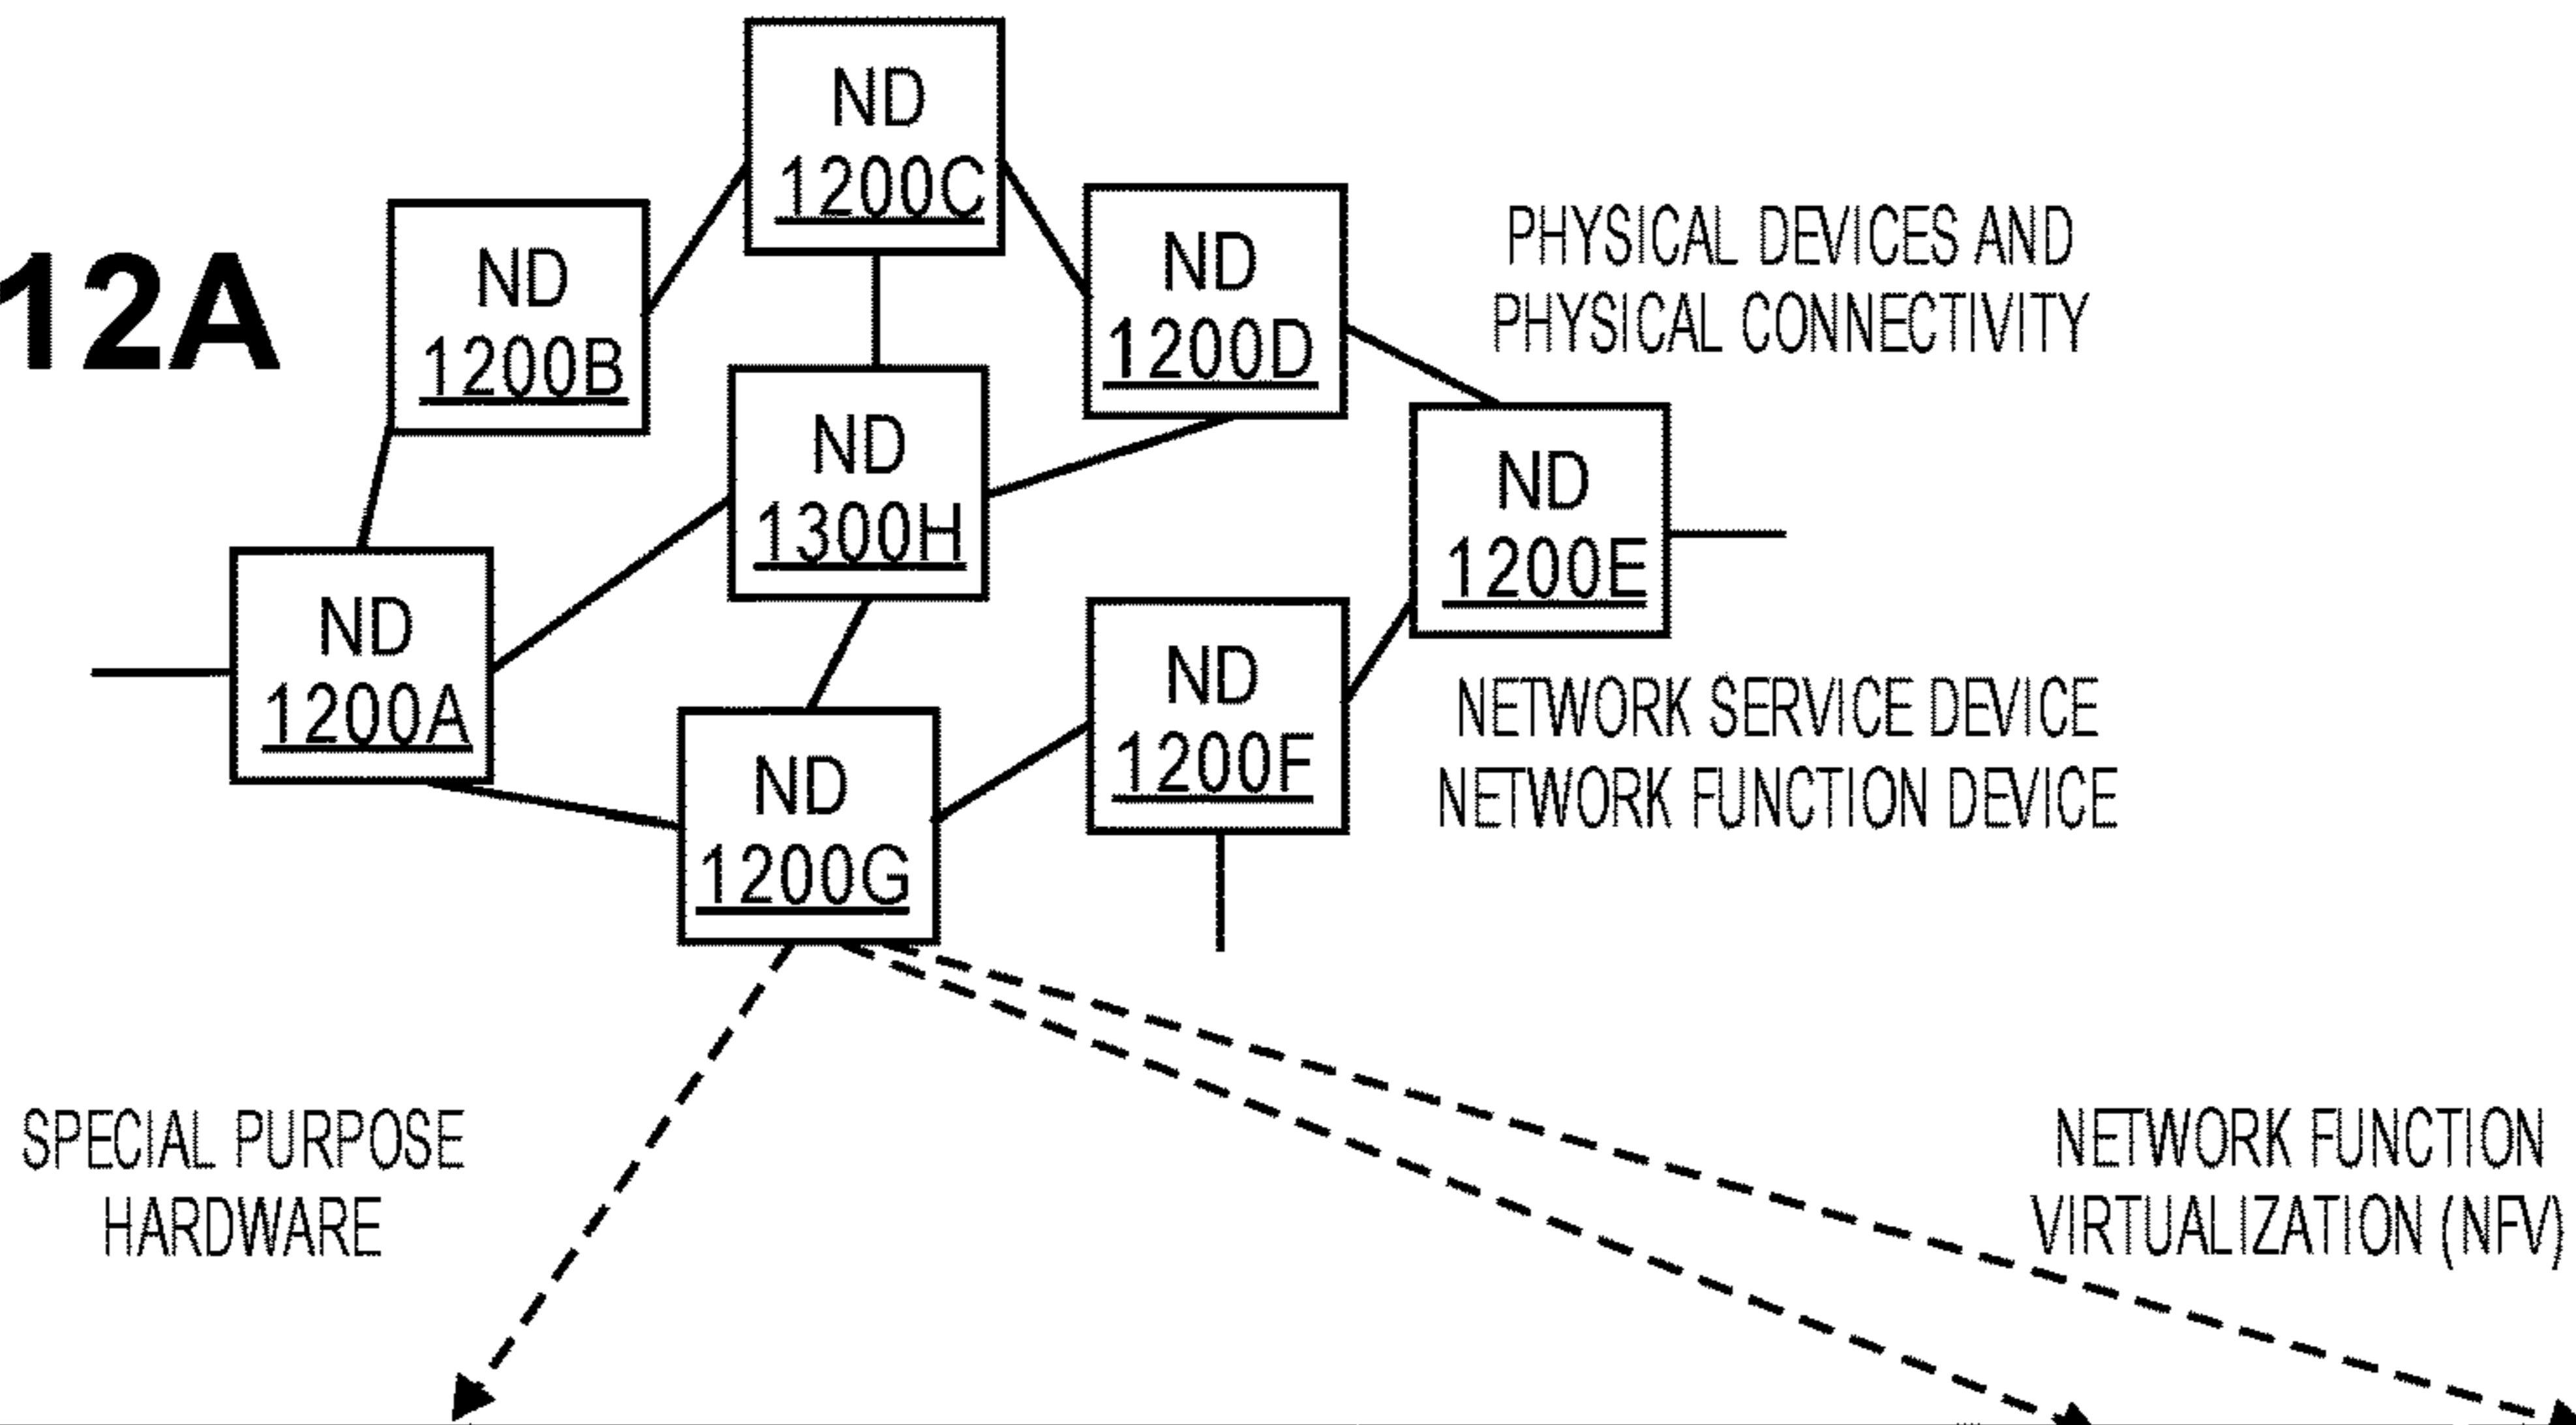 12A
ND
1200C
ND
1200B
ND
1200D
PHYSICAL DEVICES AND
PHYSICAL CONNECTIVITY
ND
1300H
ND
1200E
ND
1200A
ND
1200F
NETWORK SERVICE DEVICE
NETWORK FUNCTION DEVICE
ND
1200G
SPECIAL PURPOSE
HARDWARE
NETWORK FUNCTION
VIRTUALIZATION (NFV)